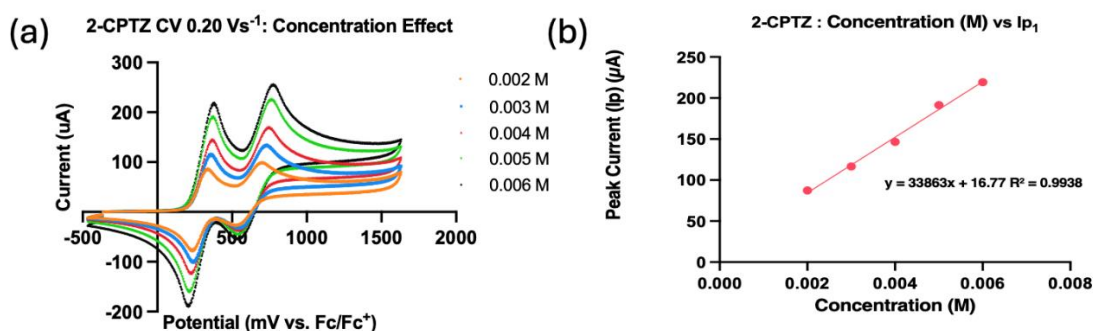 (a)
2-CPTZ CV 0.20 Vs⁻¹: Concentration Effect
Current (uA)
300
200
100
-100
-200
-500
500
1000
1500
2000
Potential (mV vs. Fc/Fc⁺)
0.002 M
0.003 M
0.004 M
0.005 M
0.006 M
(b)
2-CPTZ : Concentration (M) vs Ip₁
Peak Current (Ip) (µA)
250
200
150
100
50
0
0.000
0.002
0.004
0.006
0.008
y = 33863x + 16.77 R² = 0.9938
Concentration (M)